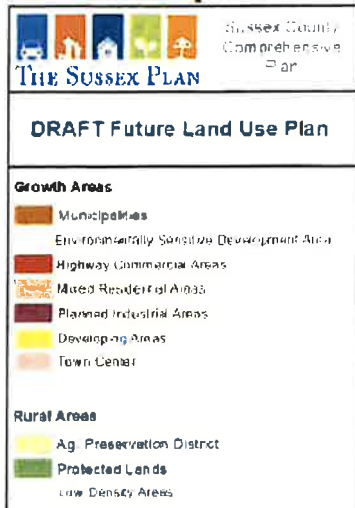 THE SUSSEX PLAN
Sussex County
Comprehensive
Plan
DRAFT Future Land Use Plan
Growth Areas
Municipalities
Environmentally Sensitive Development Area
Highway Commercial Areas
Mixed Residential Areas
Planned Industrial Areas
Developing Areas
Town Center
Rural Areas
Ag. Preservation District
Protected Lands
Low Density Areas